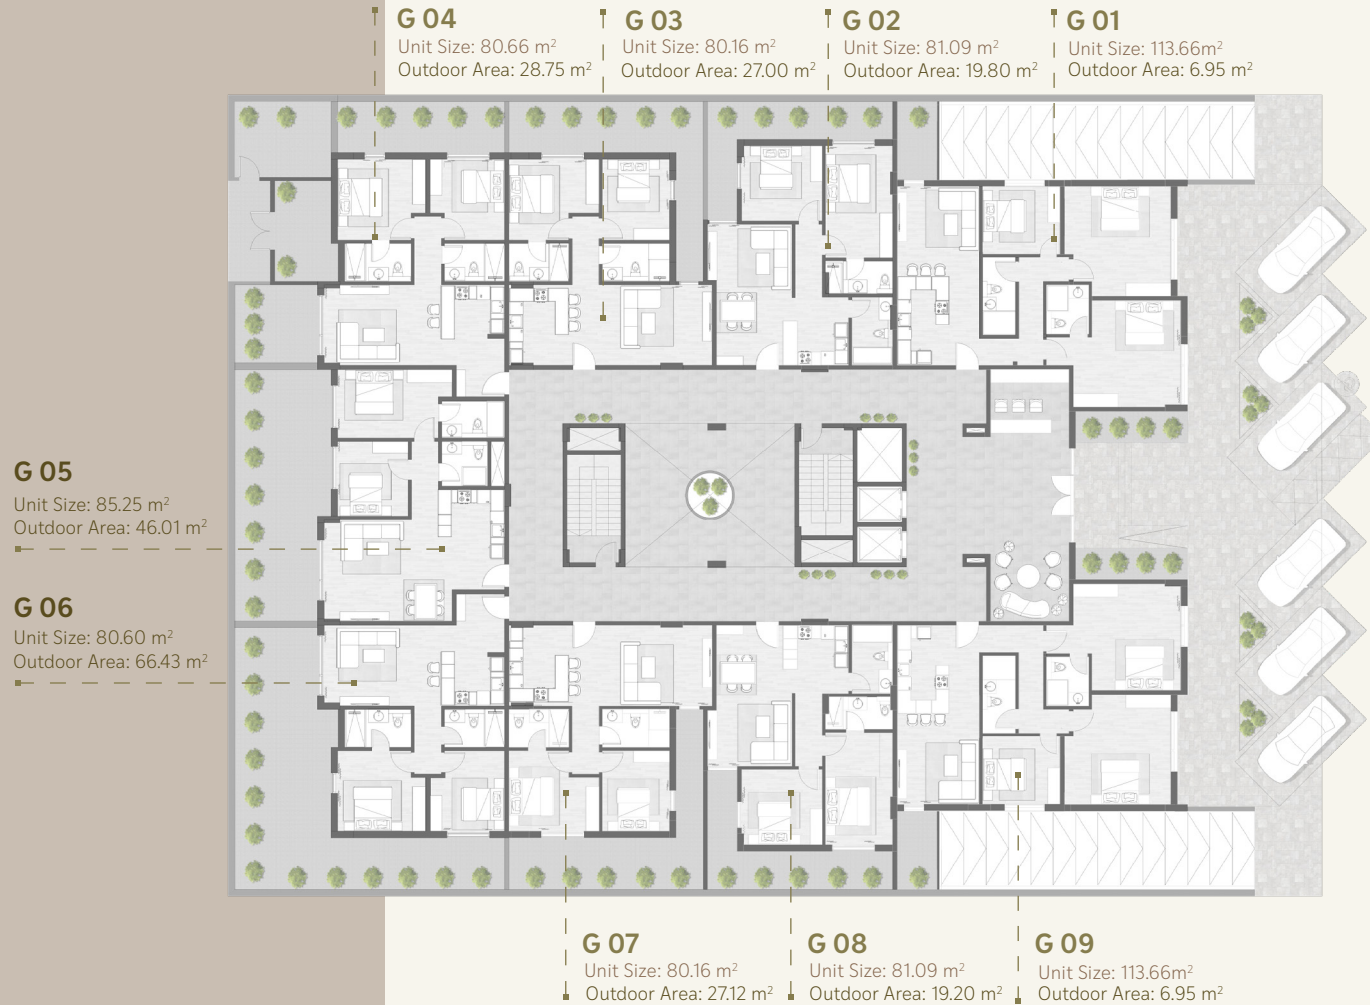 G 04
Unit Size: 80.66 m²
Outdoor Area: 28.75 m²
G 03
Unit Size: 80.16 m²
Outdoor Area: 27.00 m²
G 02
Unit Size: 81.09 m²
Outdoor Area: 19.80 m²
G 01
Unit Size: 113.66m²
Outdoor Area: 6.95 m²
G 05
Unit Size: 85.25 m²
Outdoor Area: 46.01 m²
G 06
Unit Size: 80.60 m²
Outdoor Area: 66.43 m²
G 07
Unit Size: 80.16 m²
Outdoor Area: 27.12 m²
G 08
Unit Size: 81.09 m²
Outdoor Area: 19.20 m²
G 09
Unit Size: 113.66m²
Outdoor Area: 6.95 m²